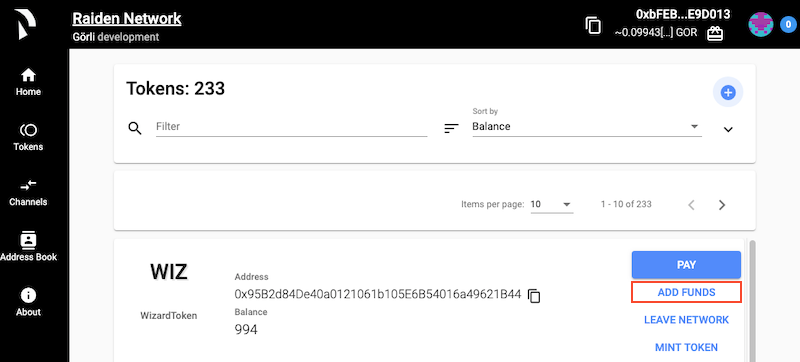 Raiden Network
Görli development
0xbFEB...E9D013
~0.09943[...] GOR
0
Home
Tokens
Channels
Address Book
About
Tokens: 233
Filter
Sort by
Balance
Items per page: 10
1 - 10 of 233
WIZ
WizardToken
Address
0x95B2d84De40a0121061b105E6B54016a49621B44
Balance
994
PAY
ADD FUNDS
LEAVE NETWORK
MINT TOKEN